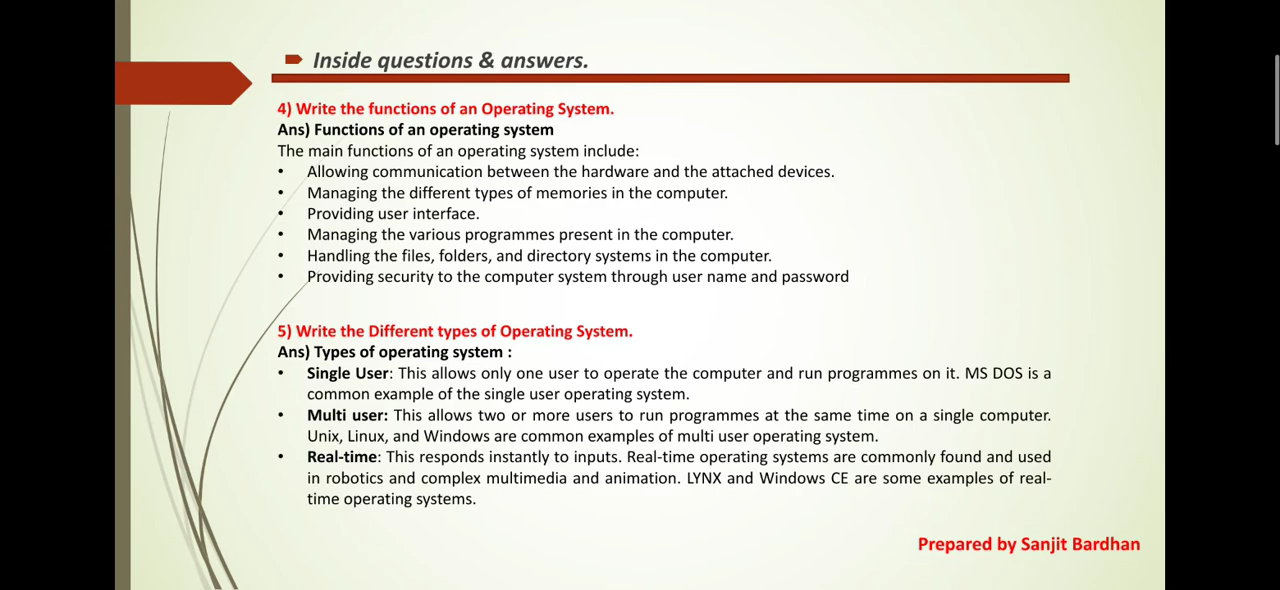 Inside questions & answers.
4) Write the functions of an Operating System.
Ans) Functions of an operating system
The main functions of an operating system include:
• Allowing communication between the hardware and the attached devices.
• Managing the different types of memories in the computer.
• Providing user interface.
• Managing the various programmes present in the computer.
• Handling the files, folders, and directory systems in the computer.
• Providing security to the computer system through user name and password
5) Write the Different types of Operating System.
Ans) Types of operating system :
• Single User: This allows only one user to operate the computer and run programmes on it. MS DOS is a
common example of the single user operating system.
• Multi user: This allows two or more users to run programmes at the same time on a single computer.
Unix, Linux, and Windows are common examples of multi user operating system.
• Real-time: This responds instantly to inputs. Real-time operating systems are commonly found and used
in robotics and complex multimedia and animation. LYNX and Windows CE are some examples of real-
time operating systems.
Prepared by Sanjit Bardhan